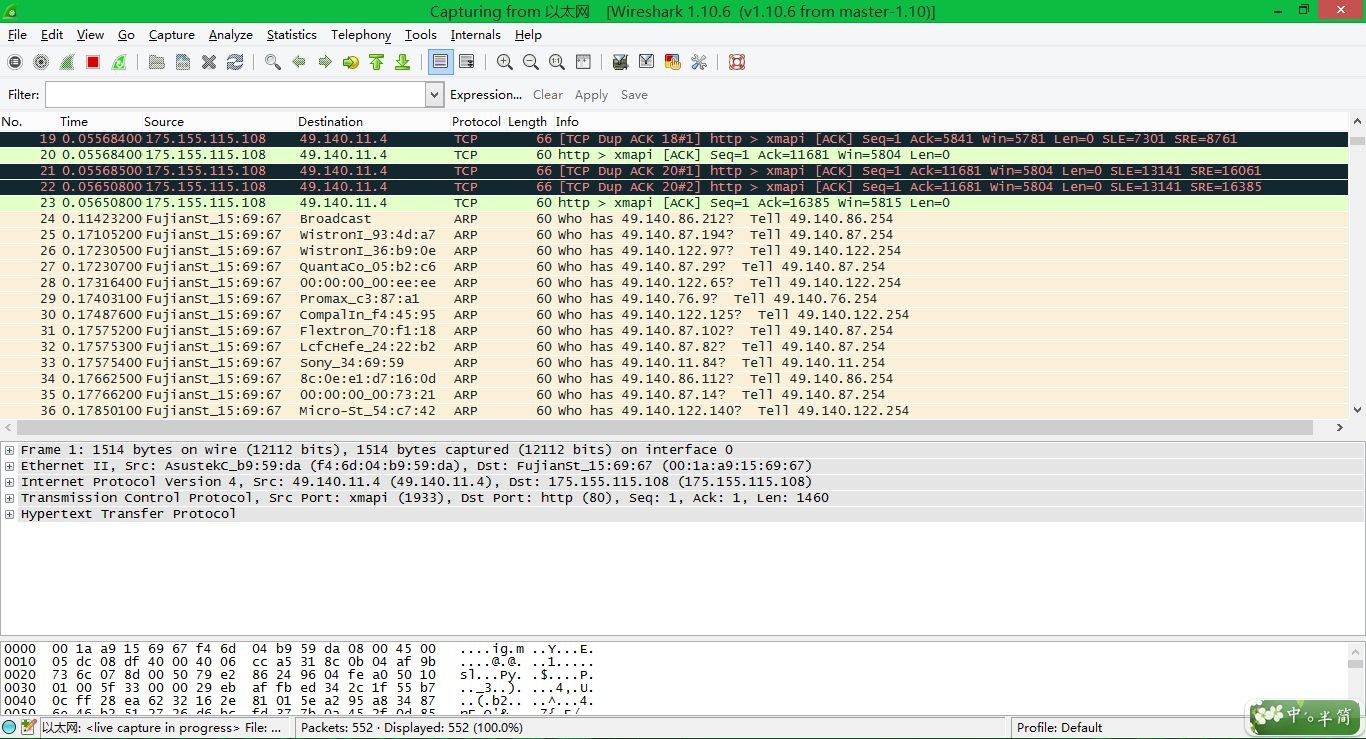 Capturing from 以太网 [Wireshark 1.10.6 (v1.10.6 from master-1.10)]
File Edit View Go Capture Analyze Statistics Telephony Tools Internals Help
Filter: Expression... Clear Apply Save
No. Time Source Destination Protocol Length Info
19 0.05568400 175.155.115.108 49.140.11.4 TCP 66 [TCP Dup ACK 18#1] http > xmapi [ACK] Seq=1 Ack=5841 Win=5781 Len=0 SLE=7301 SRE=8761
20 0.05568400 175.155.115.108 49.140.11.4 TCP 60 http > xmapi [ACK] Seq=1 Ack=11681 Win=5804 Len=0
21 0.05568400 175.155.115.108 49.140.11.4 TCP 66 [TCP Dup ACK 20#1] http > xmapi [ACK] Seq=1 Ack=11681 Win=5804 Len=0 SLE=13141 SRE=16061
22 0.05650800 175.155.115.108 49.140.11.4 TCP 66 [TCP Dup ACK 20#2] http > xmapi [ACK] Seq=1 Ack=11681 Win=5804 Len=0 SLE=13141 SRE=16385
23 0.05650800 175.155.115.108 49.140.11.4 TCP 60 http > xmapi [ACK] Seq=1 Ack=16385 Win=5815 Len=0
24 0.11423200 FujianSt_15:69:67 Broadcast ARP 60 Who has 49.140.86.212? Tell 49.140.86.254
25 0.17105200 FujianSt_15:69:67 WistronI_93:4d:a7 ARP 60 Who has 49.140.87.194? Tell 49.140.87.254
26 0.17230500 FujianSt_15:69:67 WistronI_36:b9:0e ARP 60 Who has 49.140.122.97? Tell 49.140.122.254
27 0.17230700 FujianSt_15:69:67 QuantaCo_05:b2:c6 ARP 60 Who has 49.140.87.29? Tell 49.140.87.254
28 0.17316400 FujianSt_15:69:67 00:00:00_00:ee:ee ARP 60 Who has 49.140.122.65? Tell 49.140.122.254
29 0.17403100 FujianSt_15:69:67 Promax_c3:87:a1 ARP 60 Who has 49.140.76.9? Tell 49.140.76.254
30 0.17487600 FujianSt_15:69:67 CompalIn_f4:45:95 ARP 60 Who has 49.140.122.125? Tell 49.140.122.254
31 0.17575200 FujianSt_15:69:67 Flextron_70:f1:18 ARP 60 Who has 49.140.87.102? Tell 49.140.87.254
32 0.17575300 FujianSt_15:69:67 LcfcHefe_24:22:b2 ARP 60 Who has 49.140.87.82? Tell 49.140.87.254
33 0.17575400 FujianSt_15:69:67 Sony_34:69:59 ARP 60 Who has 49.140.11.84? Tell 49.140.11.254
34 0.17662500 FujianSt_15:69:67 8c:0e:e1:d7:16:0d ARP 60 Who has 49.140.86.112? Tell 49.140.86.254
35 0.17766200 FujianSt_15:69:67 00:00:00_00:73:21 ARP 60 Who has 49.140.87.14? Tell 49.140.87.254
36 0.17850100 FujianSt_15:69:67 Micro-St_54:c7:42 ARP 60 Who has 49.140.122.140? Tell 49.140.122.254
Frame 1: 1514 bytes on wire (12112 bits), 1514 bytes captured (12112 bits) on interface 0
Ethernet II, Src: AsustekC_b9:59:da (f4:6d:04:b9:59:da), Dst: FujianSt_15:69:67 (00:1a:a9:15:69:67)
Internet Protocol Version 4, Src: 49.140.11.4 (49.140.11.4), Dst: 175.155.115.108 (175.155.115.108)
Transmission Control Protocol, Src Port: xmapi (1933), Dst Port: http (80), Seq: 1, Ack: 1, Len: 1460
Hypertext Transfer Protocol
0000 00 1a a9 15 69 67 f4 6d 04 b9 59 da 08 00 45 00 ....ig.m ..Y...E.
0010 05 dc 08 df 40 00 40 06 cc a5 31 8c 0b 04 af 9b ....@.@. ..1.....
0020 73 6c 07 8d 00 50 79 e2 86 24 96 04 fe a0 50 10 sl...Py. .$....P.
0030 01 00 5f 33 00 00 29 eb af fb ed 34 2c 1f 55 b7 .._3..). ...4,.U.
0040 0c ff 28 ea 62 32 16 2e 81 01 5e a2 95 a8 34 87 ..(.b2.. ..^...4.
以太网: <live capture in progress> File: ... Packets: 552 · Displayed: 552 (100.0%) Profile: Default
中 半 简